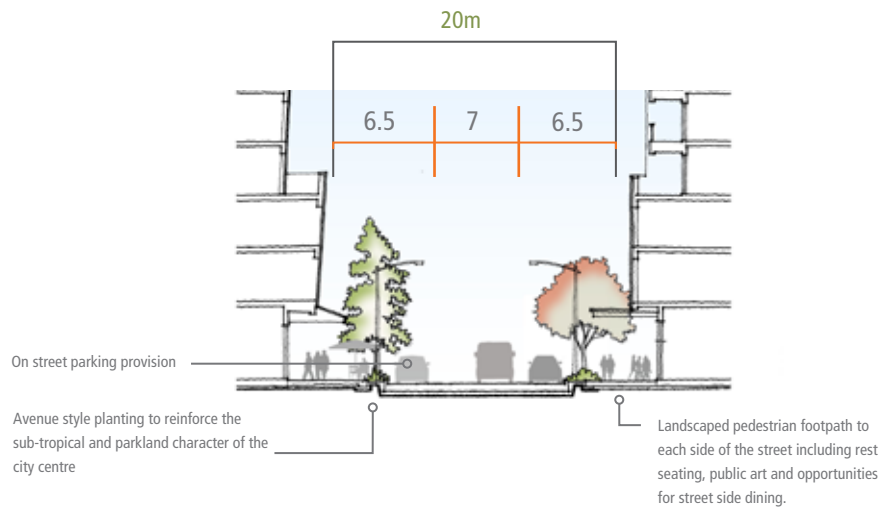 20m
6.5 7 6.5
On street parking provision
Avenue style planting to reinforce the
sub-tropical and parkland character of the
city centre
Landscaped pedestrian footpath to
each side of the street including rest
seating, public art and opportunities
for street side dining.